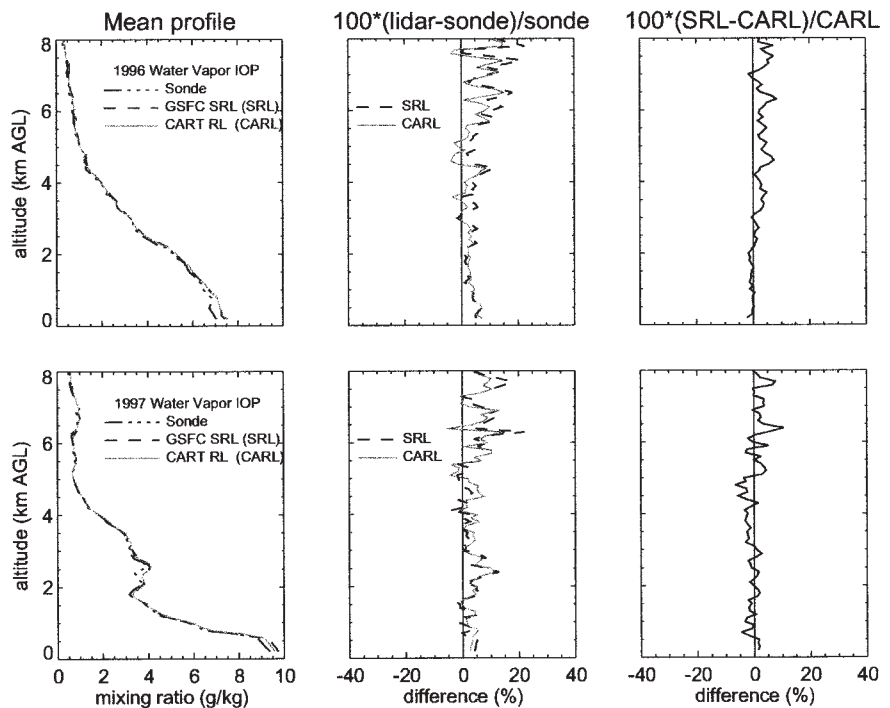 Mean profile
100*(lidar-sonde)/sonde
100*(SRL-CARL)/CARL
8
6
4
2
0
altitude (km AGL)
1996 Water Vapor IOP
Sonde
GSFC SRL (SRL)
CART RL (CARL)
SRL
CARL
8
6
4
2
0
altitude (km AGL)
1997 Water Vapor IOP
Sonde
GSFC SRL (SRL)
CART RL (CARL)
SRL
CARL
0 2 4 6 8 10
mixing ratio (g/kg)
-40 -20 0 20 40
difference (%)
-40 -20 0 20 40
difference (%)